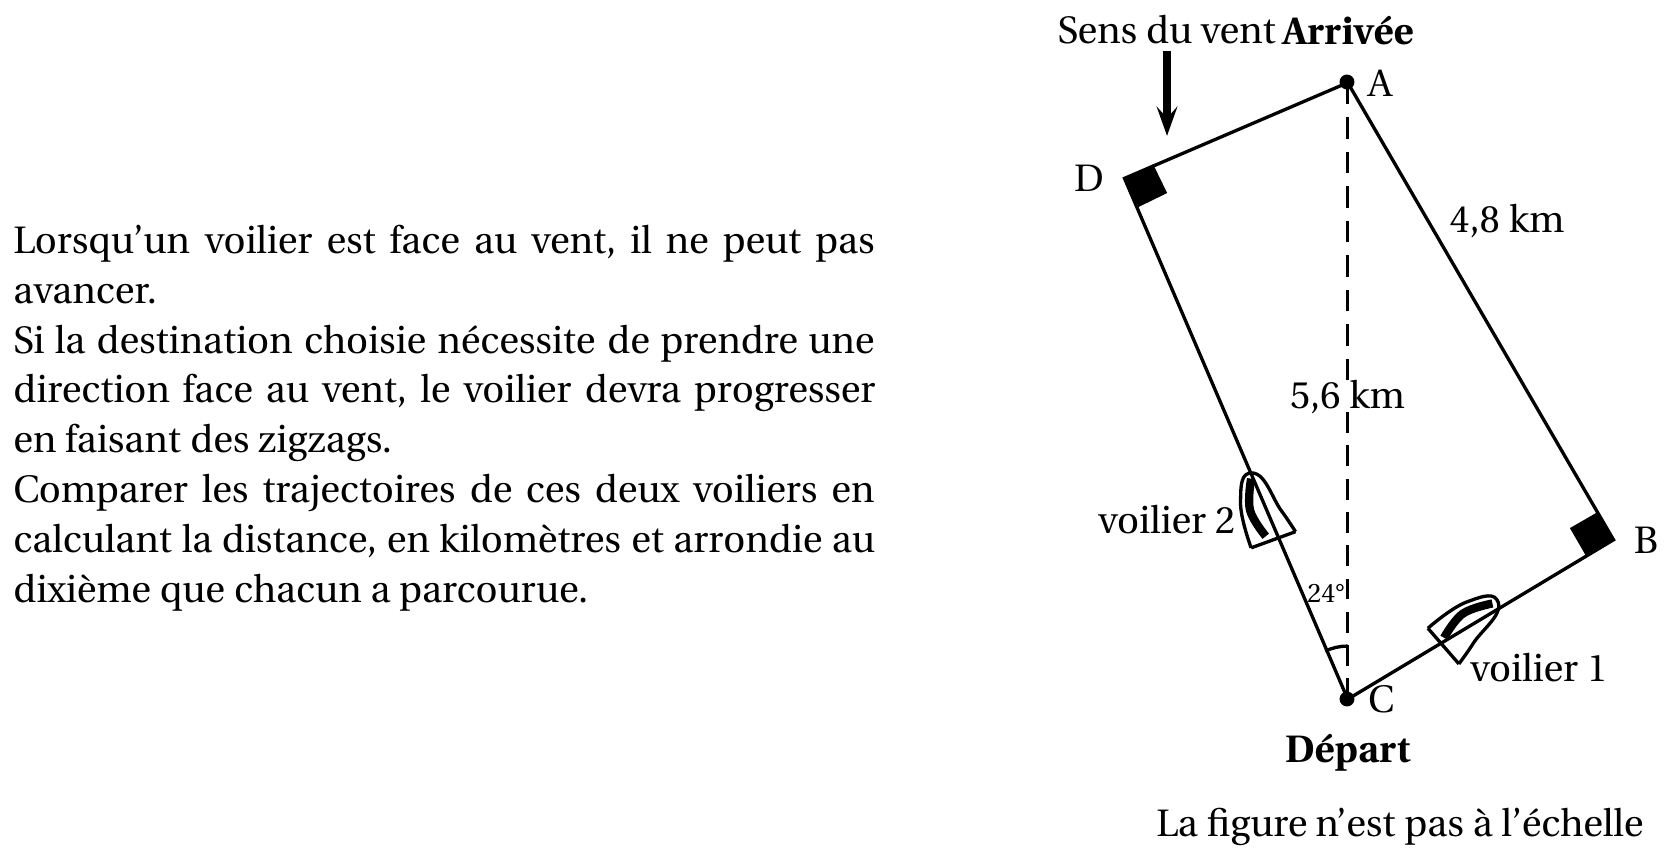 Lorsqu'un voilier est face au vent, il ne peut pas
avancer.
Si la destination choisie nécessite de prendre une
direction face au vent, le voilier devra progresser
en faisant des zigzags.
Comparer les trajectoires de ces deux voiliers en
calculant la distance, en kilomètres et arrondie au
dixième que chacun a parcourue.
Sens du vent Arrivée
A
D
4,8 km
5,6 km
voilier 2
B
24°
voilier 1
C
Départ
La figure n'est pas à l'échelle